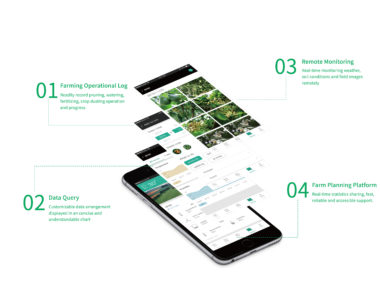 01
Farming Operational Log
Readily record pruning, watering,
fertilizing, crop dusting operation
and progress.
03
Remote Monitoring
Real-time monitoring weather,
soil conditions and field images
remotely
02
Data Query
Customizable data arrangement
displayed in an concise and
understandable chart
04
Farm Planning Platform
Real-time statistics sharing, fast,
reliable and accessible support.